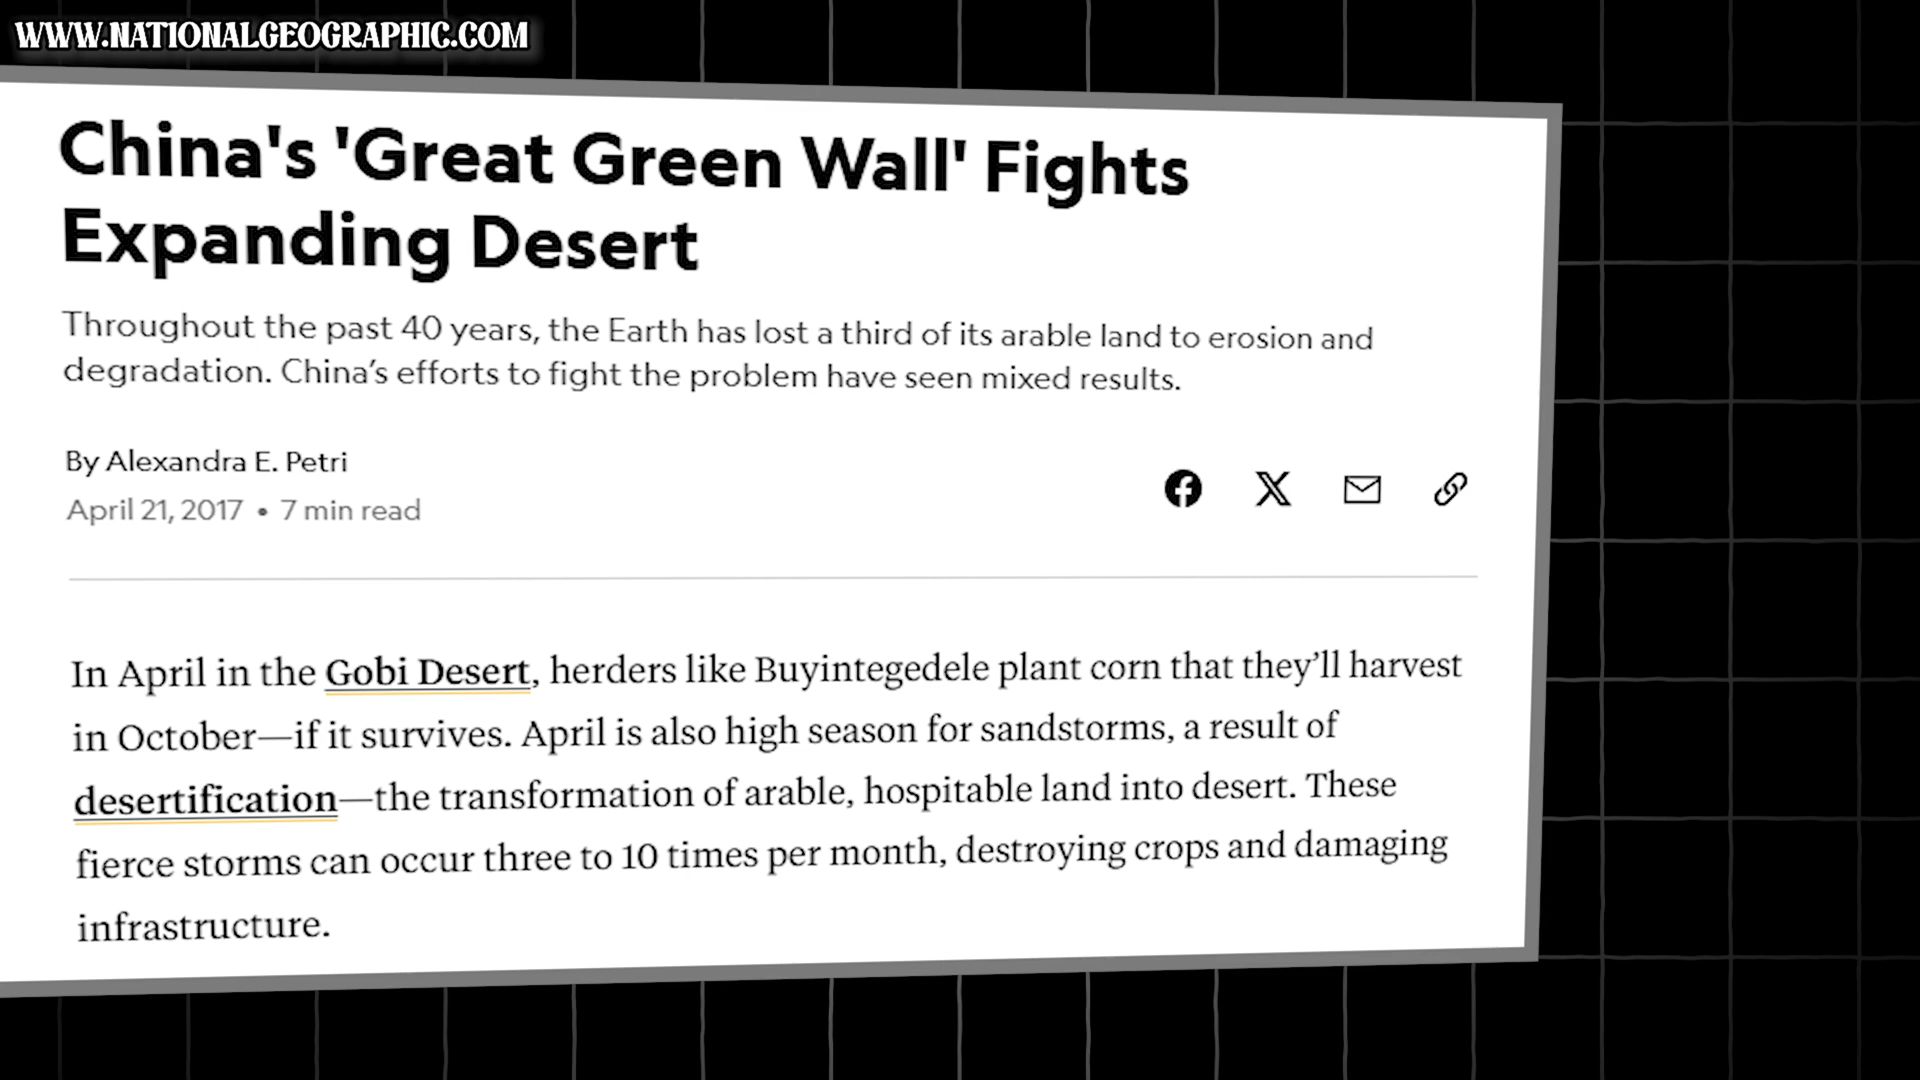 WWW.NATIONALGEOGRAPHIC.COM
China's 'Great Green Wall' Fights
Expanding Desert
Throughout the past 40 years, the Earth has lost a third of its arable land to erosion and
degradation. China’s efforts to fight the problem have seen mixed results.
By Alexandra E. Petri
April 21, 2017 • 7 min read
In April in the Gobi Desert, herders like Buyintegedele plant corn that they’ll harvest
in October—if it survives. April is also high season for sandstorms, a result of
desertification—the transformation of arable, hospitable land into desert. These
fierce storms can occur three to 10 times per month, destroying crops and damaging
infrastructure.